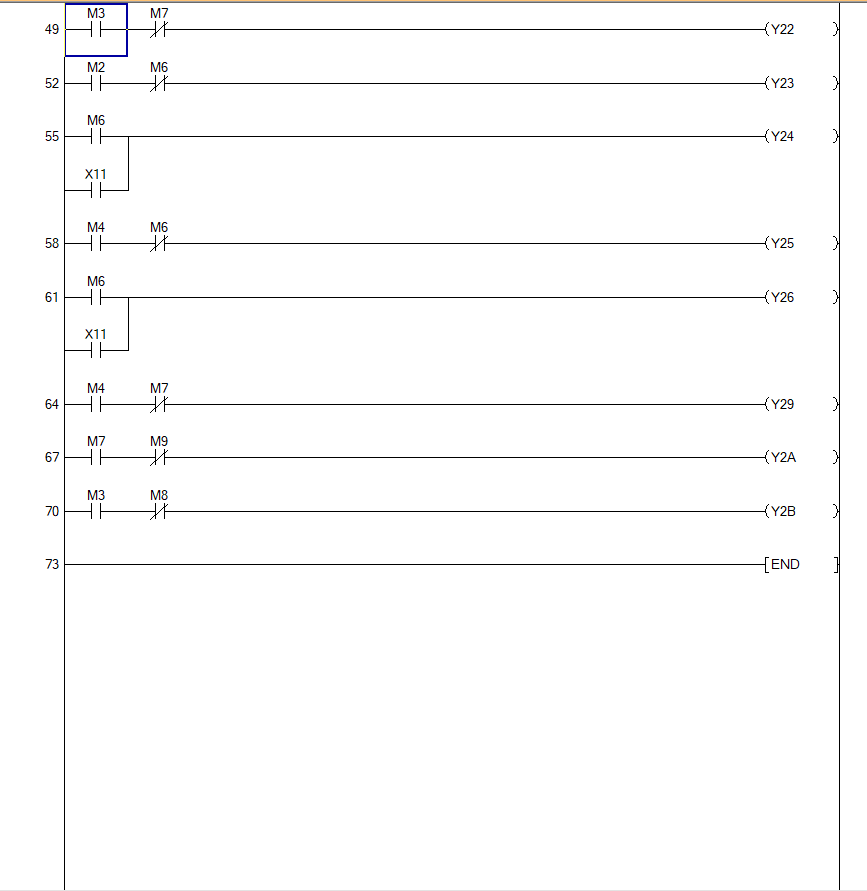 M3 M7
49 (Y22 )
M2 M6
52 (Y23 )
M6
55 (Y24 )
X11
M4 M6
58 (Y25 )
M6
61 (Y26 )
X11
M4 M7
64 (Y29 )
M7 M9
67 (Y2A )
M3 M8
70 (Y2B )
73 [END ]